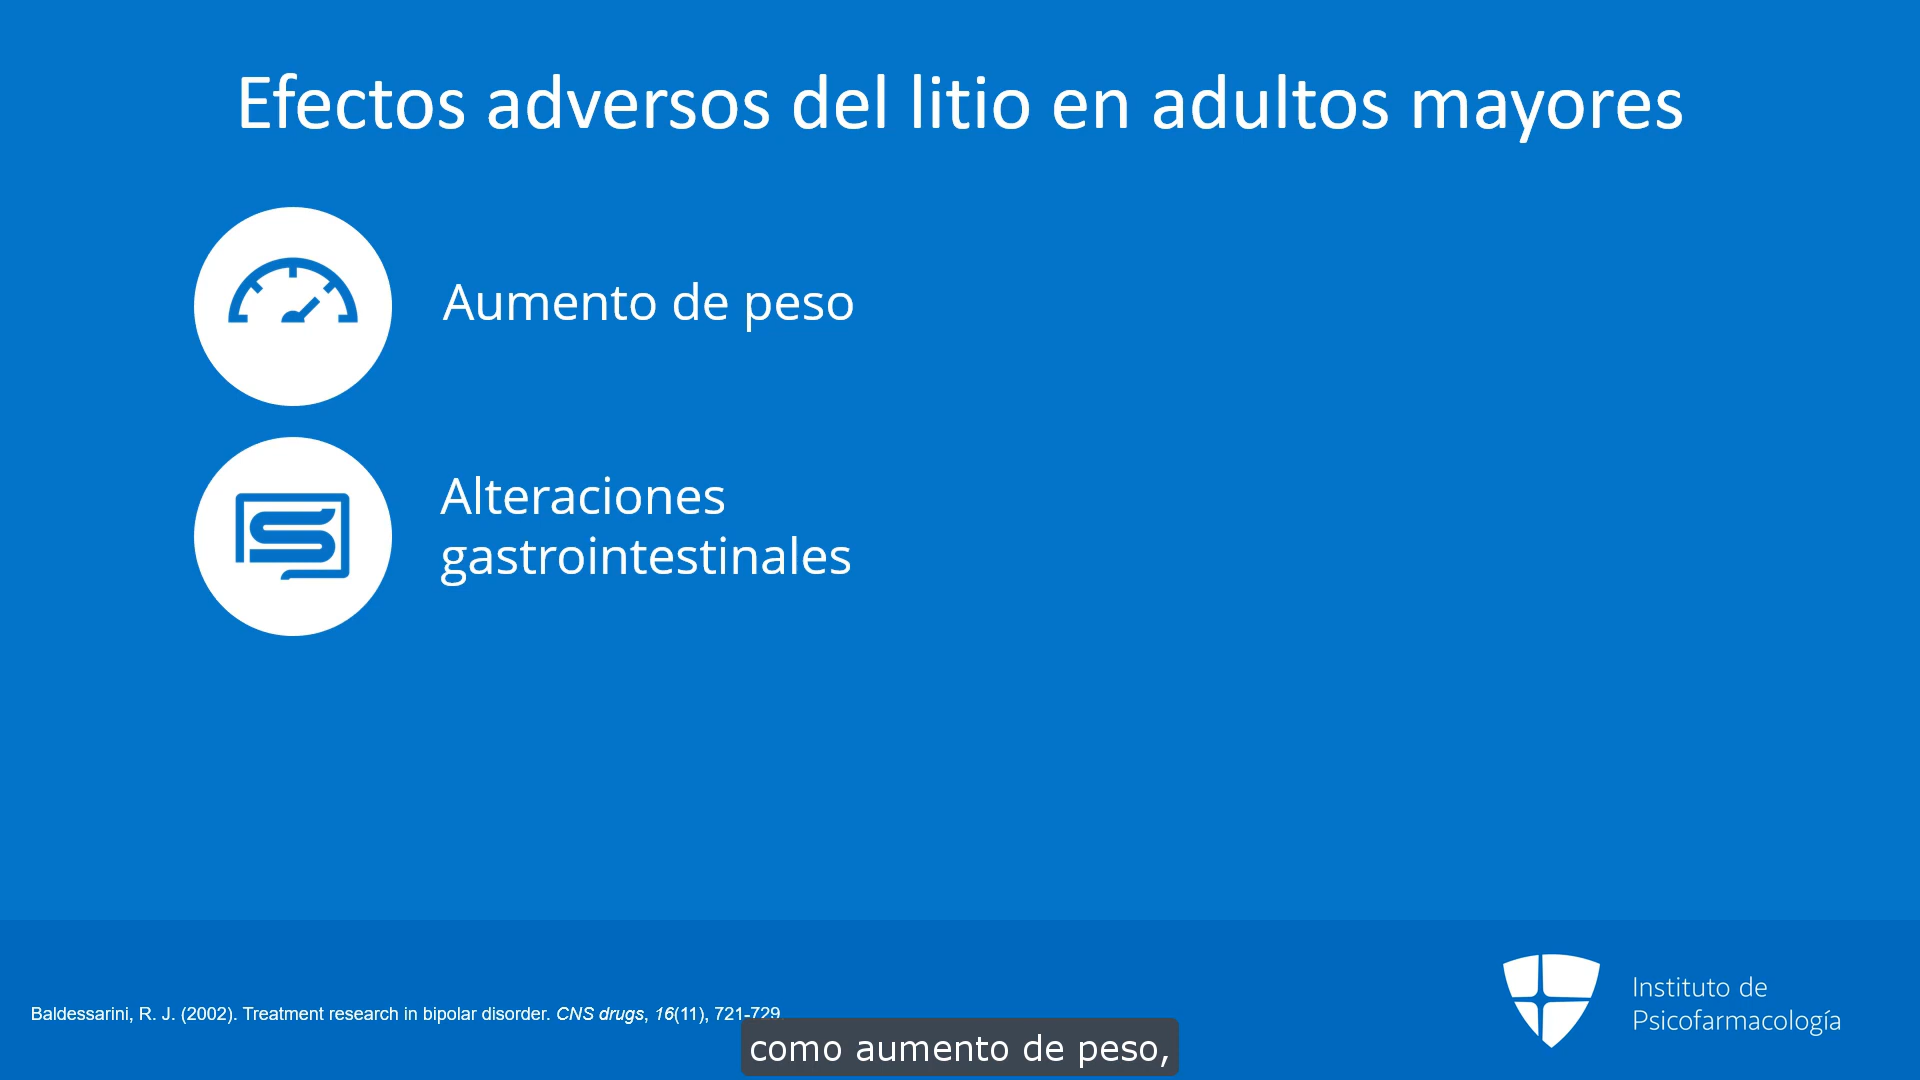 Efectos adversos del litio en adultos mayores
Aumento de peso
Alteraciones
gastrointestinales
Baldessarini, R. J. (2002). Treatment research in bipolar disorder. CNS drugs, 16(11), 721-729.
como aumento de peso,
Instituto de
Psicofarmacología